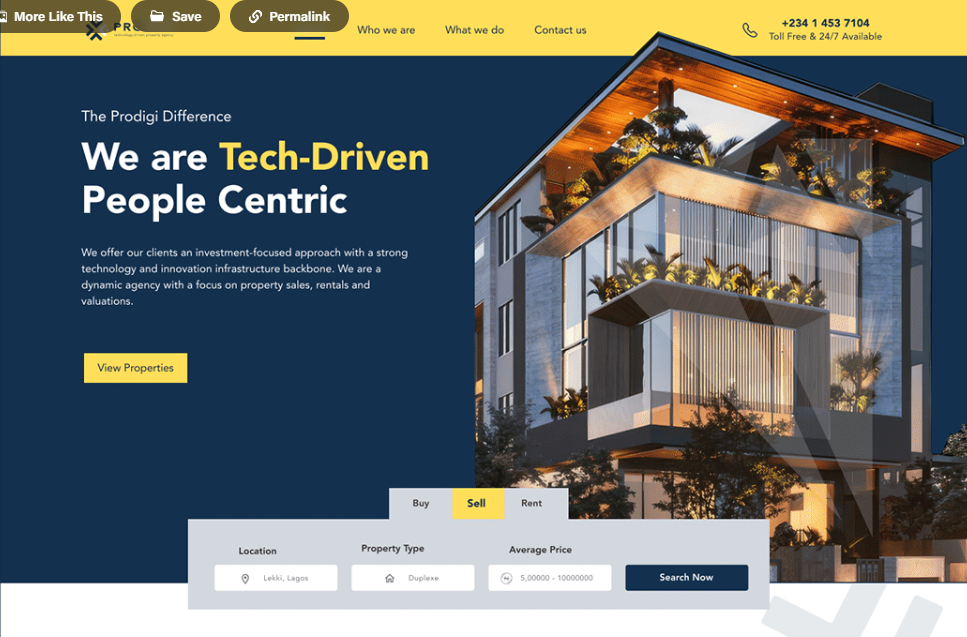 More Like This
Save
Permalink
PR
technology driven property agency
Who we are
What we do
Contact us
+234 1 453 7104
Toll Free & 24/7 Available
The Prodigi Difference
We are Tech-Driven
People Centric
We offer our clients an investment-focused approach with a strong
technology and innovation infrastructure backbone. We are a
dynamic agency with a focus on property sales, rentals and
valuations.
View Properties
Buy
Sell
Rent
Location
Property Type
Average Price
Lekki, Lagos
Duplexe
5,00000 - 10000000
Search Now